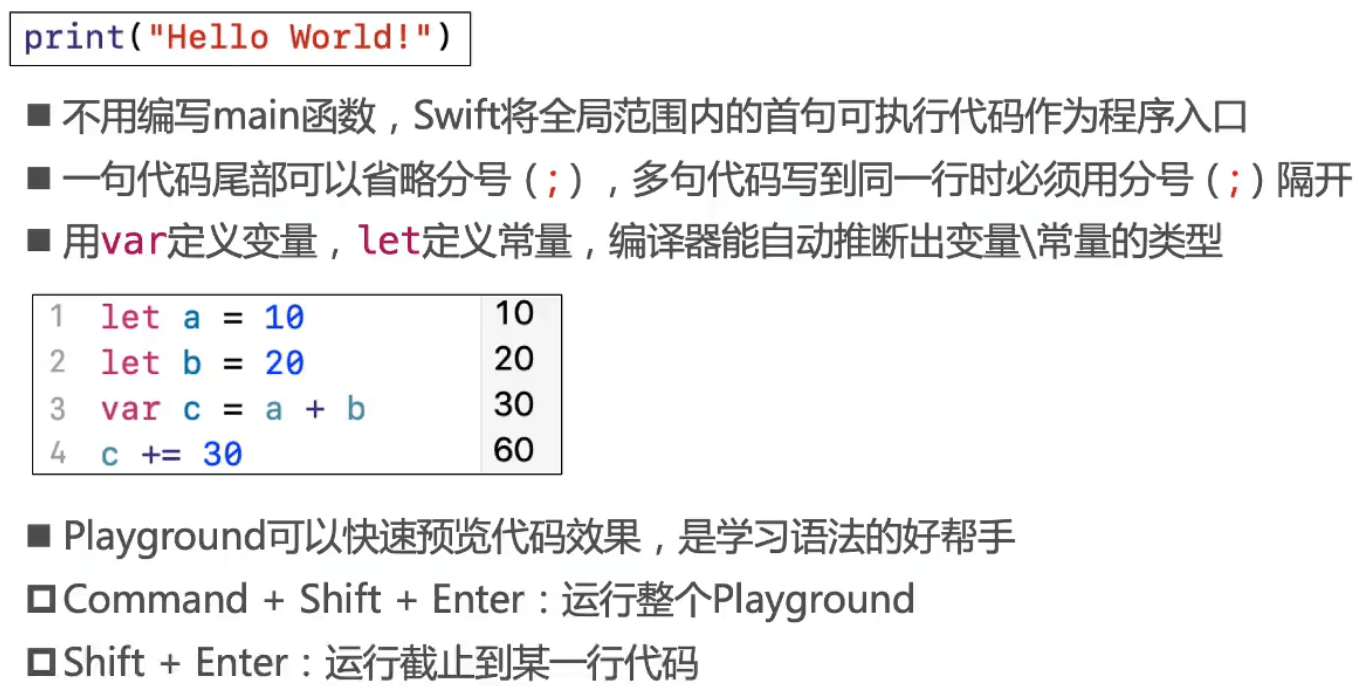 print("Hello World!")
■ 不用编写main函数，Swift将全局范围内的首句可执行代码作为程序入口
■ 一句代码尾部可以省略分号（;），多句代码写到同一行时必须用分号（;）隔开
■ 用var定义变量，let定义常量，编译器能自动推断出变量\常量的类型
1 let a = 10 10
2 let b = 20 20
3 var c = a + b 30
4 c += 30 60
■ Playground可以快速预览代码效果，是学习语法的好帮手
□ Command + Shift + Enter：运行整个Playground
□ Shift + Enter：运行截止到某一行代码